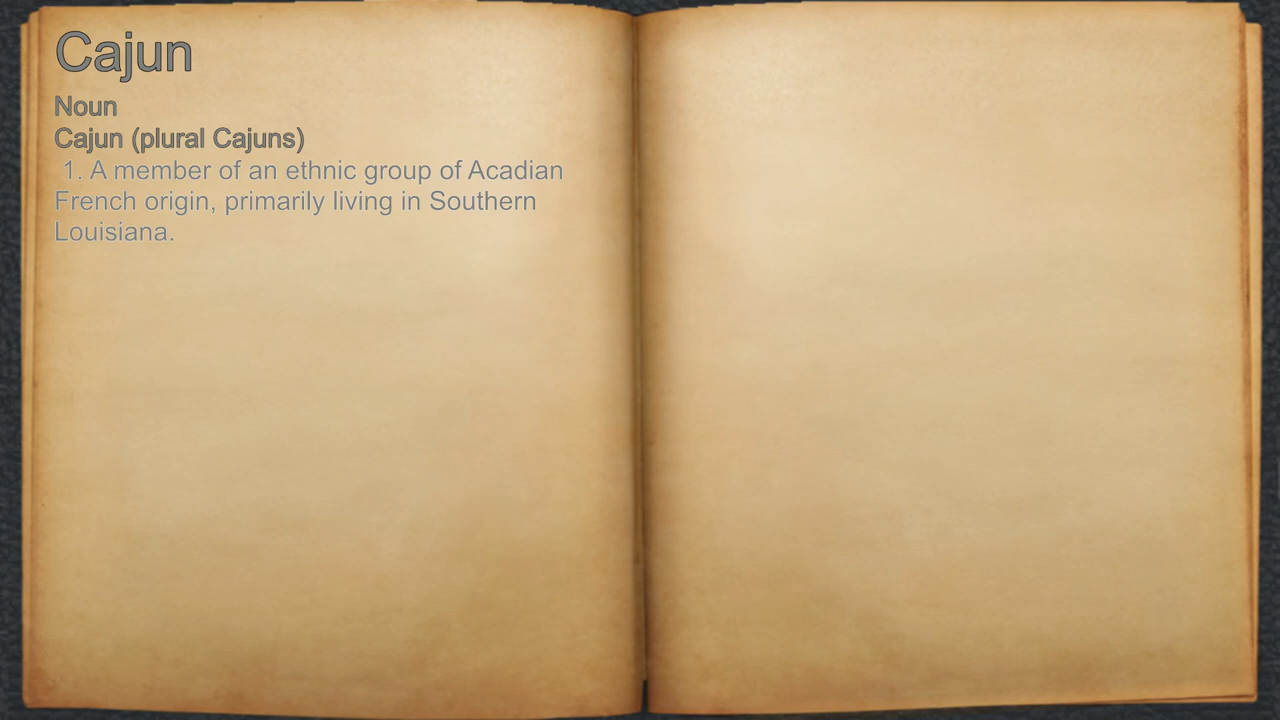 Cajun
Noun
Cajun (plural Cajuns)
1. A member of an ethnic group of Acadian
French origin, primarily living in Southern
Louisiana.